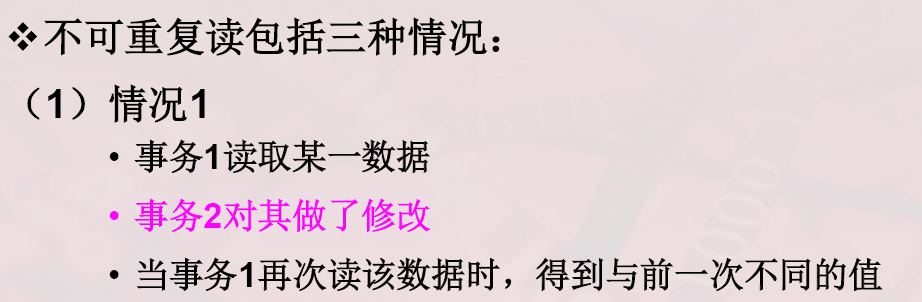 ❖不可重复读包括三种情况：
（1）情况1
• 事务1读取某一数据
• 事务2对其做了修改
• 当事务1再次读该数据时，得到与前一次不同的值